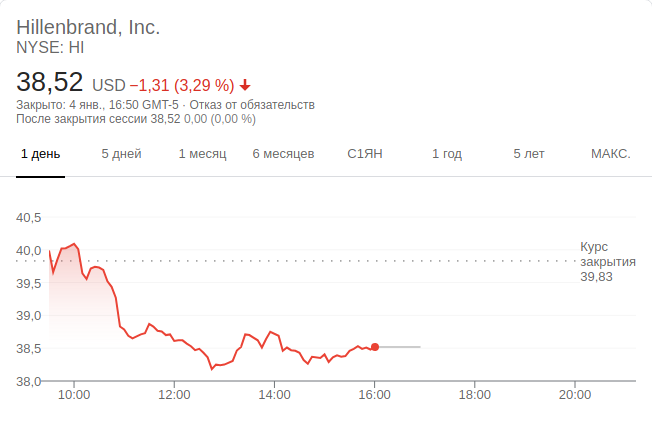 Hillenbrand, Inc.
NYSE: HI
38,52 USD −1,31 (3,29 %)
Закрыто: 4 янв., 16:50 GMT-5 · Отказ от обязательств
После закрытия сессии 38,52 0,00 (0,00 %)
1 день 5 дней 1 месяц 6 месяцев С1ЯН 1 год 5 лет МАКС.
40,5
40,0
39,5
39,0
38,5
38,0
Курс
закрытия
39,83
10:00 12:00 14:00 16:00 18:00 20:00